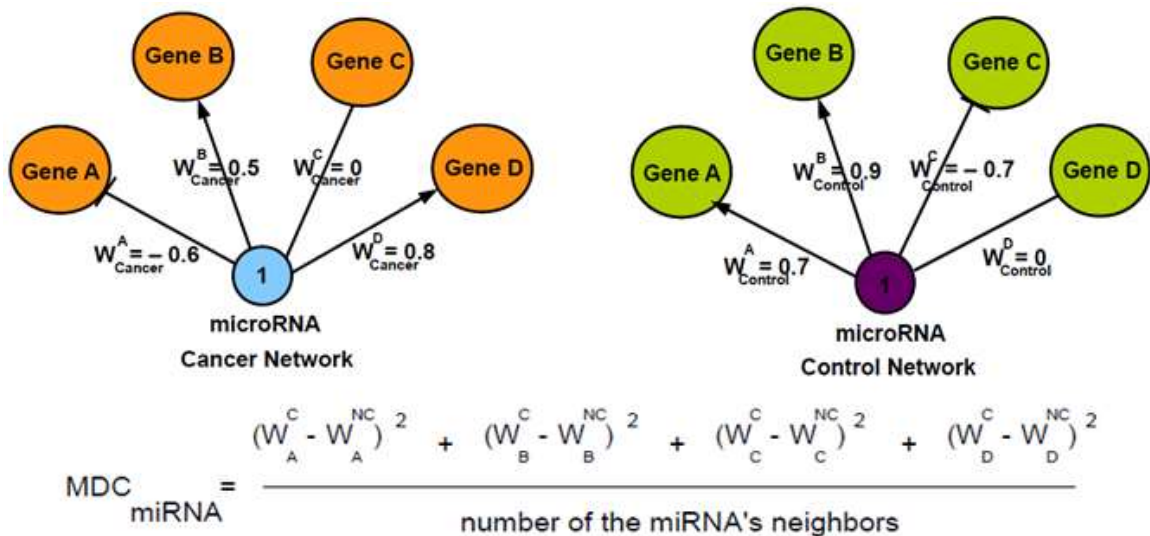 Gene B
Gene C
Gene A
Gene D
W^B_Cancer = 0.5
W^C_Cancer = 0
W^A_Cancer = – 0.6
W^D_Cancer = 0.8
1
microRNA
Cancer Network
Gene B
Gene C
Gene A
Gene D
W^B_Control = 0.9
W^C_Control = – 0.7
W^A_Control = 0.7
W^D_Control = 0
1
microRNA
Control Network
(W^C_A - W^NC_A)^2 + (W^C_B - W^NC_B)^2 + (W^C_C - W^NC_C)^2 + (W^C_D - W^NC_D)^2
MDC_miRNA =
number of the miRNA's neighbors